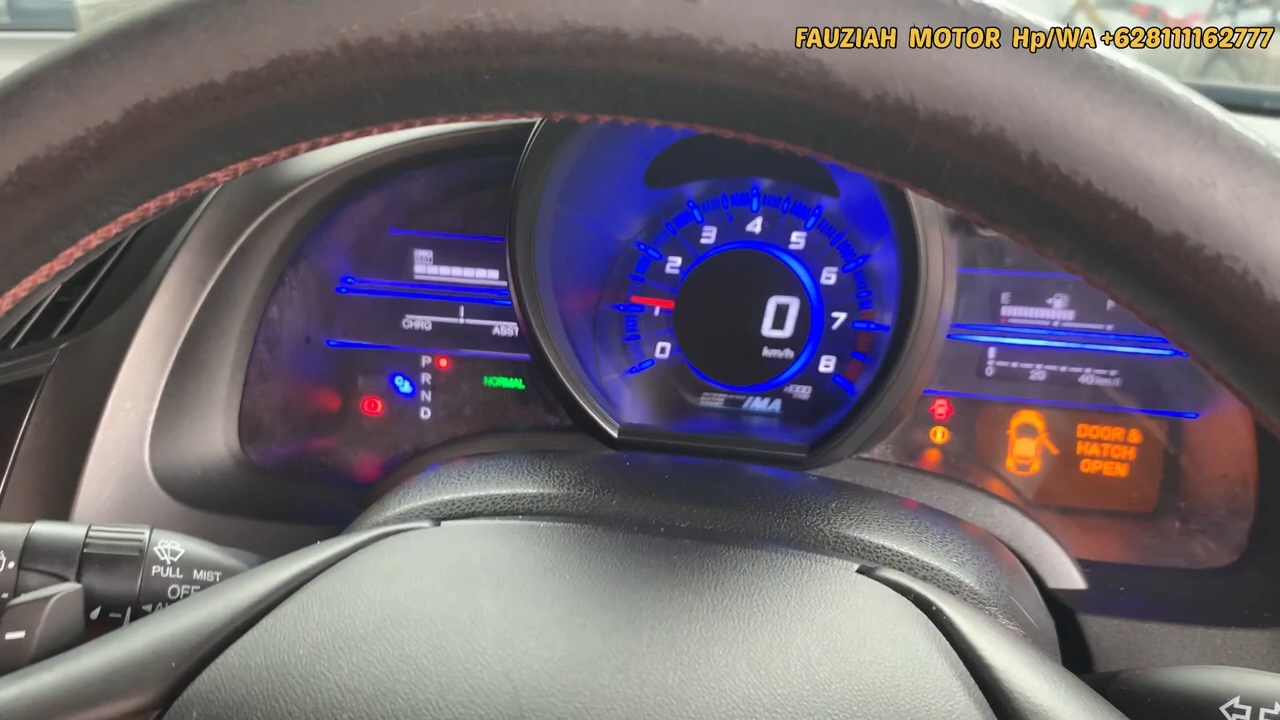 FAUZIAH MOTOR Hp/WA +628111162777
CHRG ASST
P
R
N
D
NORMAL
0
1
2
3
4
5
6
7
8
0
km/h
IMA
E F
0 20 40
DOOR &
HATCH
OPEN
PULL MIST
OFF